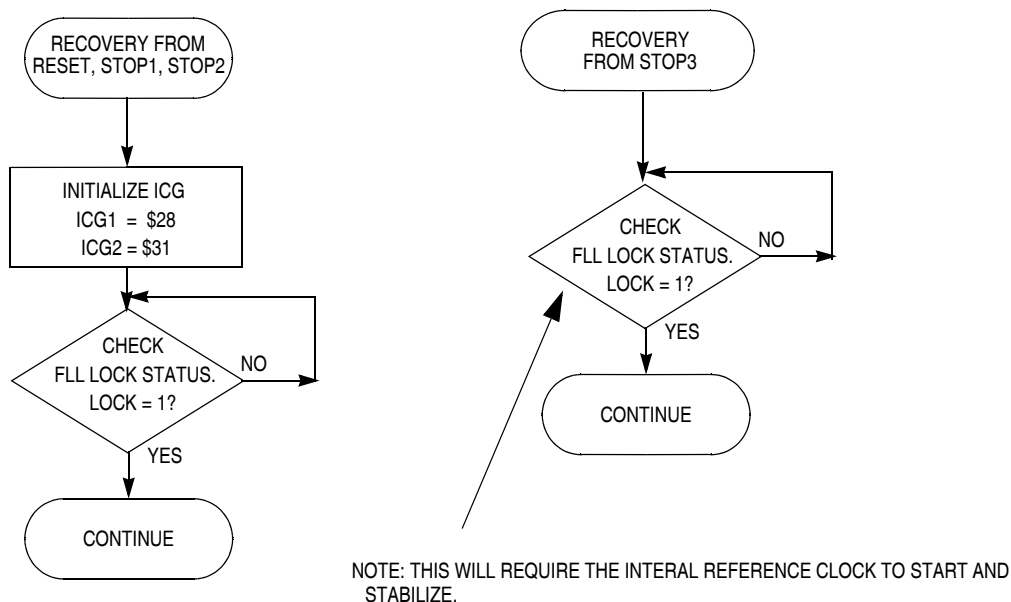 RECOVERY FROM
RESET, STOP1, STOP2
INITIALIZE ICG
ICG1 = $28
ICG2 = $31
CHECK
FLL LOCK STATUS.
LOCK = 1?
NO
YES
CONTINUE
RECOVERY
FROM STOP3
CHECK
FLL LOCK STATUS.
LOCK = 1?
NO
YES
CONTINUE
NOTE: THIS WILL REQUIRE THE INTERAL REFERENCE CLOCK TO START AND
STABILIZE.